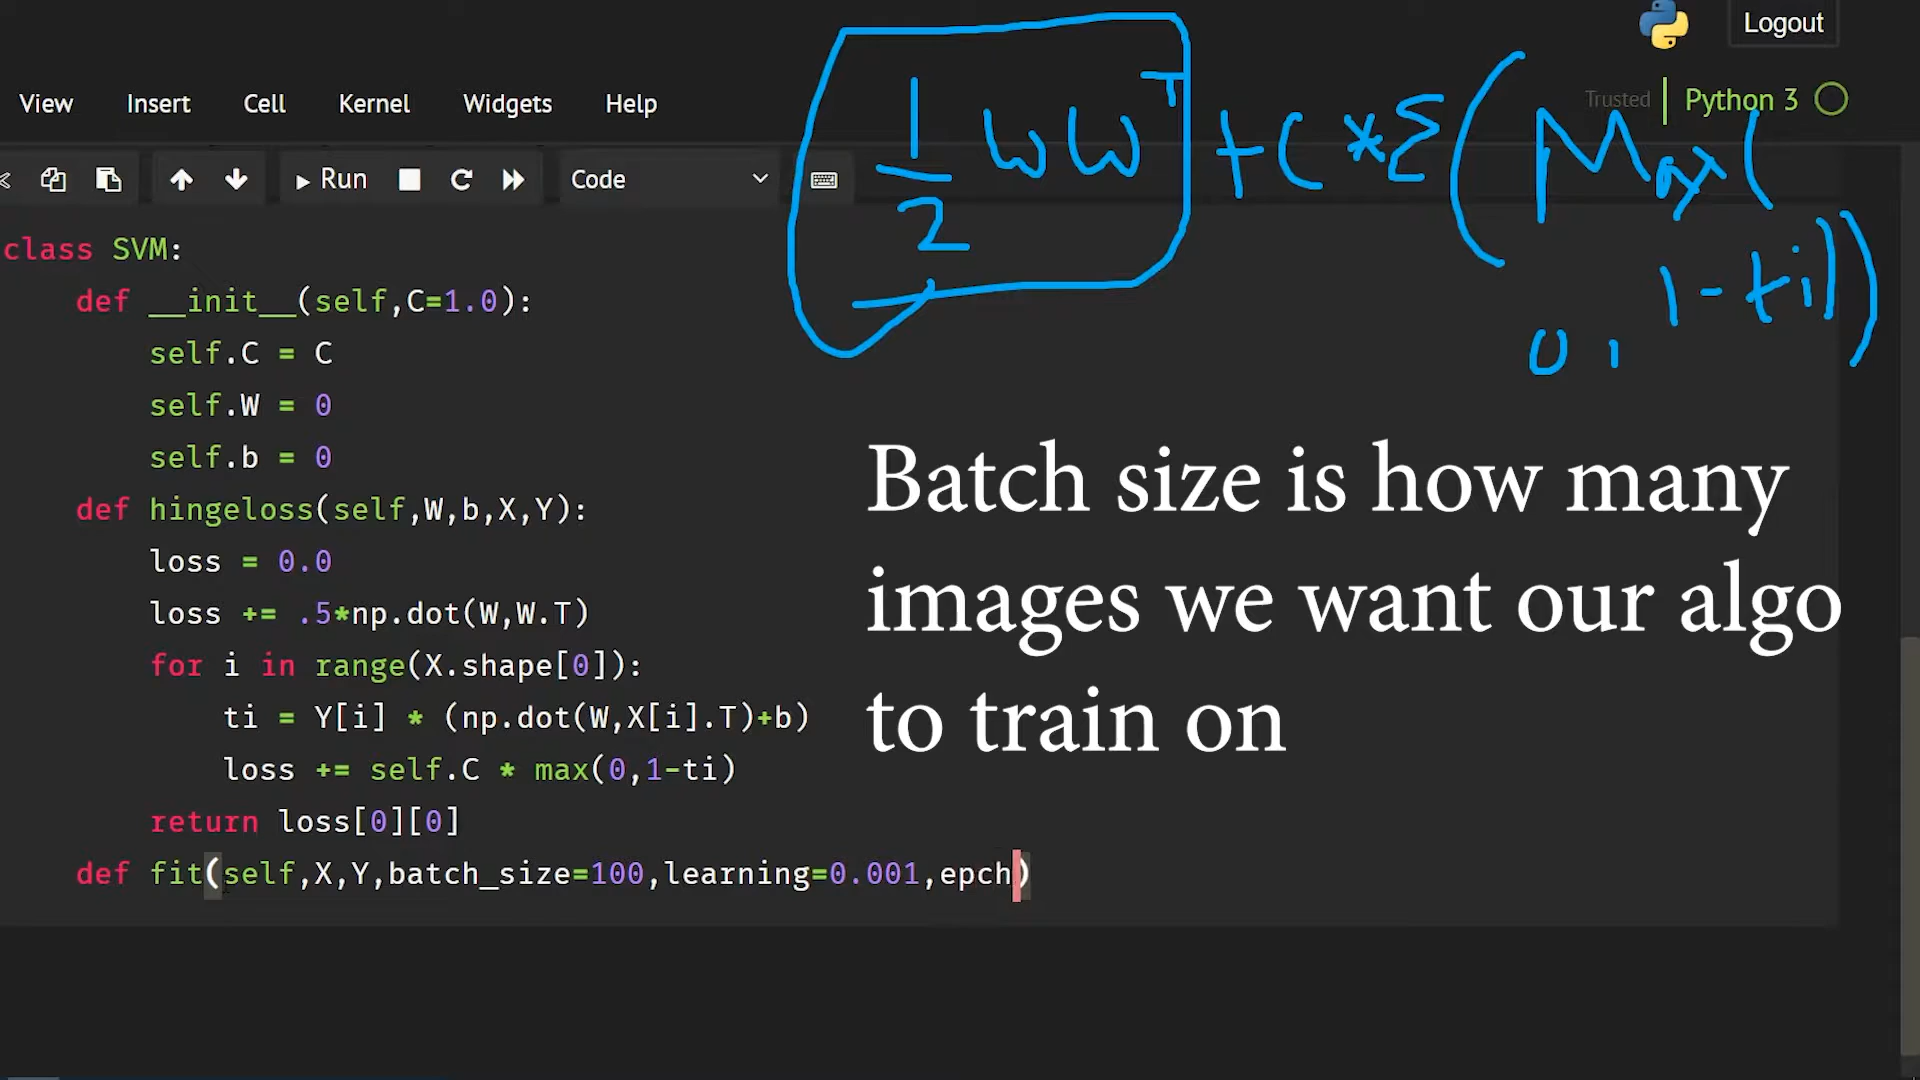 Logout
View Insert Cell Kernel Widgets Help
Trusted Python 3
Run Code
1/2 WW^T + C * Σ ( Max(
0, 1-ti))
class SVM:
def __init__(self,C=1.0):
self.C = C
self.W = 0
self.b = 0
def hingeloss(self,W,b,X,Y):
loss = 0.0
loss += .5*np.dot(W,W.T)
for i in range(X.shape[0]):
ti = Y[i] * (np.dot(W,X[i].T)+b)
loss += self.C * max(0,1-ti)
return loss[0][0]
def fit(self,X,Y,batch_size=100,learning=0.001,epch)
Batch size is how many
images we want our algo
to train on